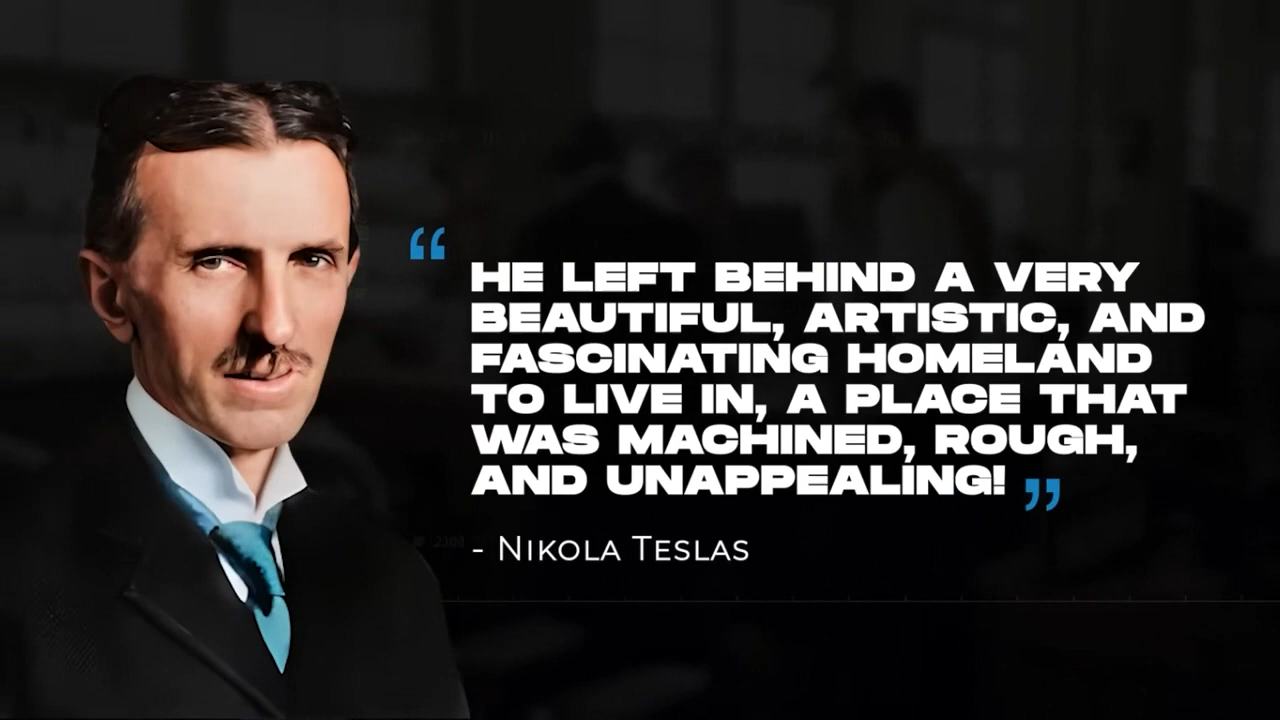 “ HE LEFT BEHIND A VERY
BEAUTIFUL, ARTISTIC, AND
FASCINATING HOMELAND
TO LIVE IN, A PLACE THAT
WAS MACHINED, ROUGH,
AND UNAPPEALING! ”
- NIKOLA TESLAS